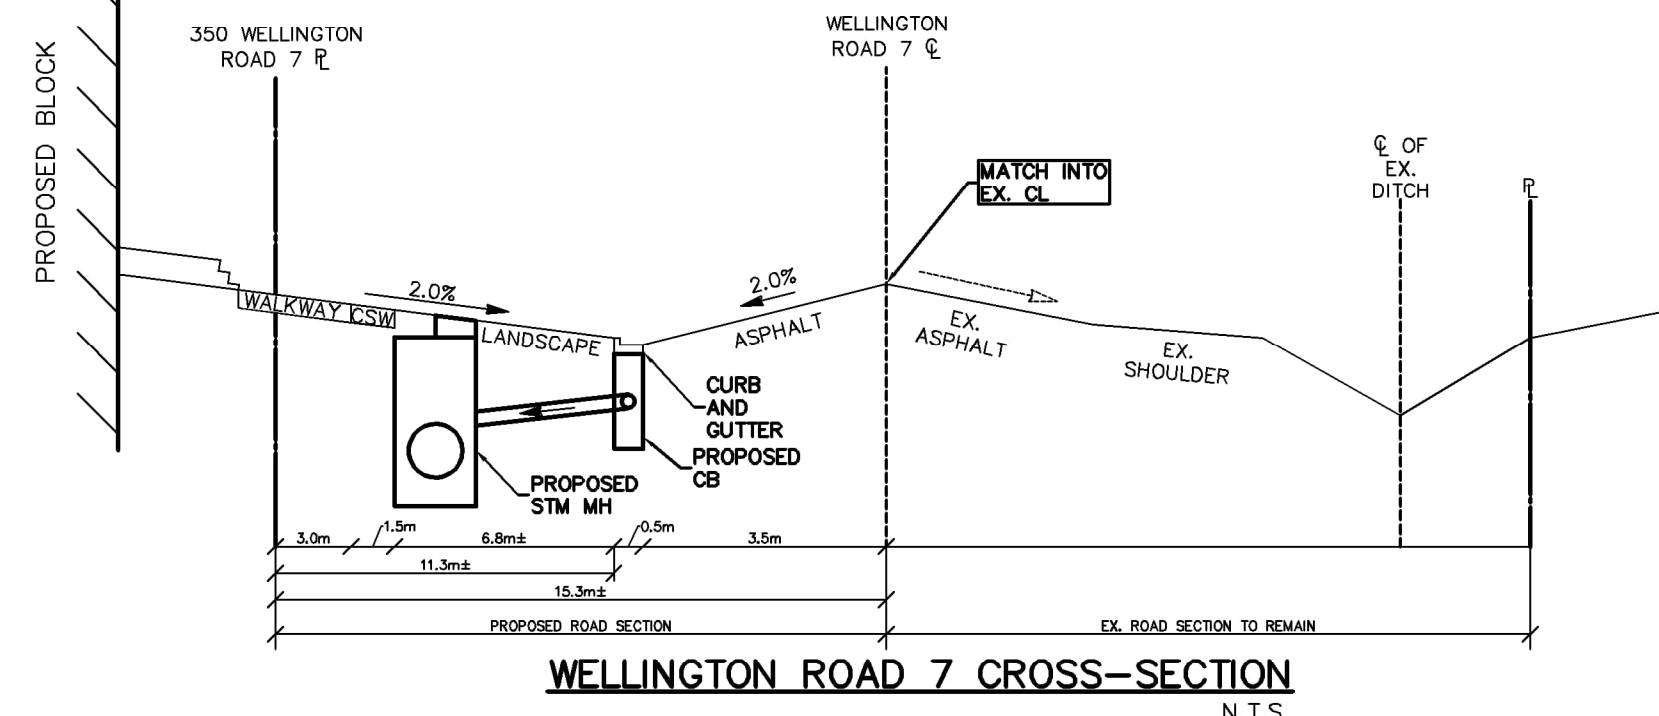 PROPOSED BLOCK
350 WELLINGTON
ROAD 7 ⅊
WELLINGTON
ROAD 7 ℄
℄ OF
EX.
DITCH
⅊
MATCH INTO
EX. CL
WALKWAY
CSW
2.0%
LANDSCAPE
2.0%
ASPHALT
EX.
ASPHALT
EX.
SHOULDER
CURB
AND
GUTTER
PROPOSED
CB
PROPOSED
STM MH
3.0m
1.5m
6.8m±
0.5m
3.5m
11.3m±
15.3m±
PROPOSED ROAD SECTION
EX. ROAD SECTION TO REMAIN
WELLINGTON ROAD 7 CROSS-SECTION
N.T.S.